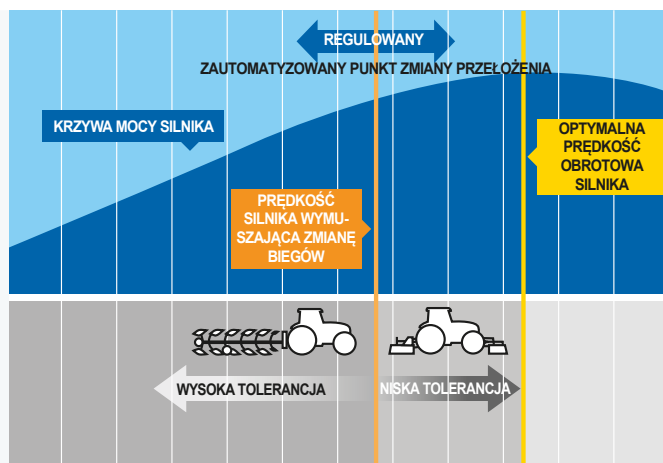 REGULOWANY
ZAUTOMATYZOWANY PUNKT ZMIANY PRZEŁOŻENIA
KRZYWA MOCY SILNIKA
OPTYMALNA
PRĘDKOŚĆ
OBROTOWA
SILNIKA
PRĘDKOŚĆ
SILNIKA WYMU-
SZAJĄCA ZMIANĘ
BIEGÓW
WYSOKA TOLERANCJA
NISKA TOLERANCJA